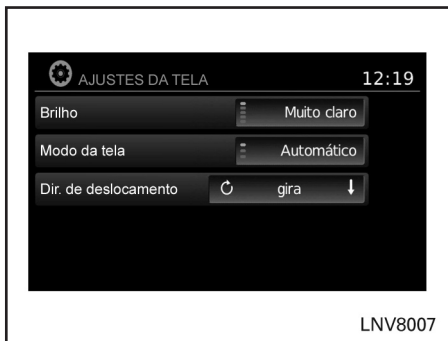 AJUSTES DA TELA 12:19
Brilho Muito claro
Modo da tela Automático
Dir. de deslocamento gira
LNV8007